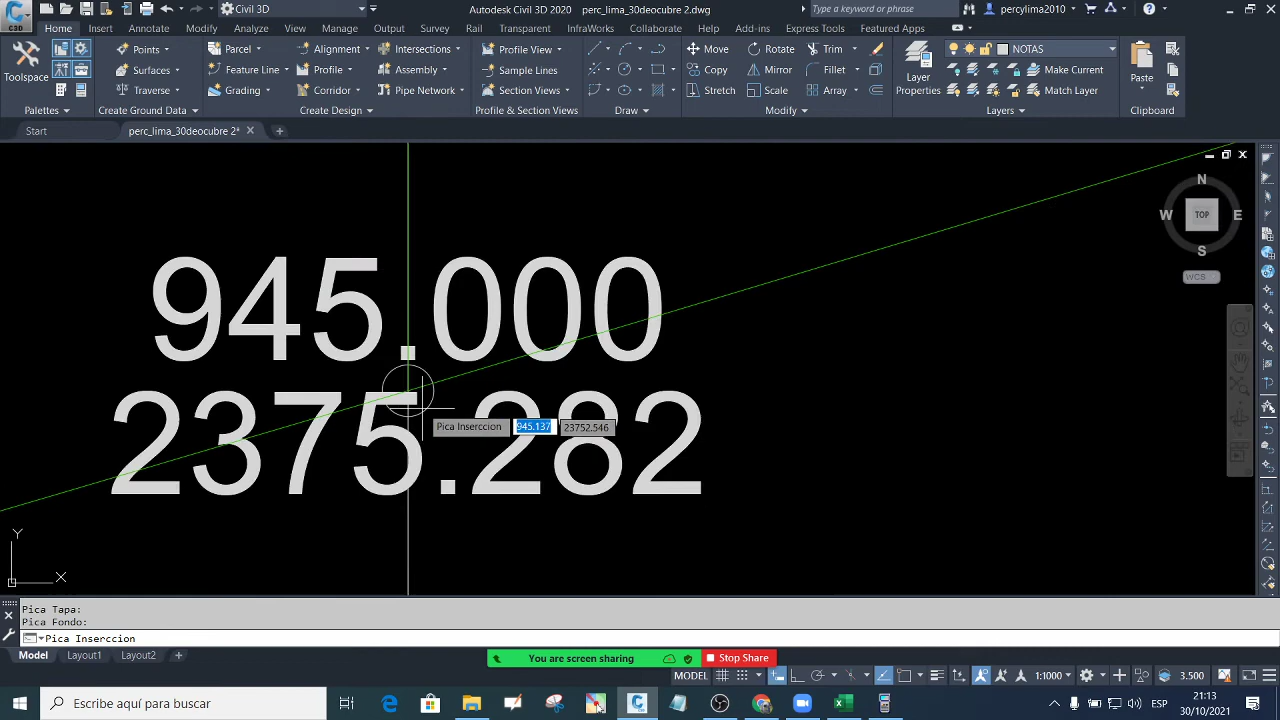 Civil 3D
Autodesk Civil 3D 2020 perc_lima_30deocubre 2.dwg
Type a keyword or phrase
percylima2010
Home Insert Annotate Modify Analyze View Manage Output Survey Rail Transparent InfraWorks Collaborate Help Add-ins Express Tools Featured Apps
Toolspace
Palettes
Points
Surfaces
Traverse
Create Ground Data
Parcel
Feature Line
Grading
Alignment
Profile
Corridor
Intersections
Assembly
Pipe Network
Create Design
Profile View
Sample Lines
Section Views
Profile & Section Views
Draw
Move
Copy
Stretch
Rotate
Mirror
Scale
Trim
Fillet
Array
Modify
Layer
Properties
NOTAS
Make Current
Match Layer
Layers
Paste
Clipboard
Start
perc_lima_30deocubre 2*
945.000
2375.282
Pica Inserccion 945.137 23752.546
N
W TOP E
S
WCS
Y
X
Pica Tapa:
Pica Fondo:
Pica Inserccion
Model Layout1 Layout2
You are screen sharing
Stop Share
MODEL
1:1000
3.500
Escribe aquí para buscar
ESP
21:13
30/10/2021